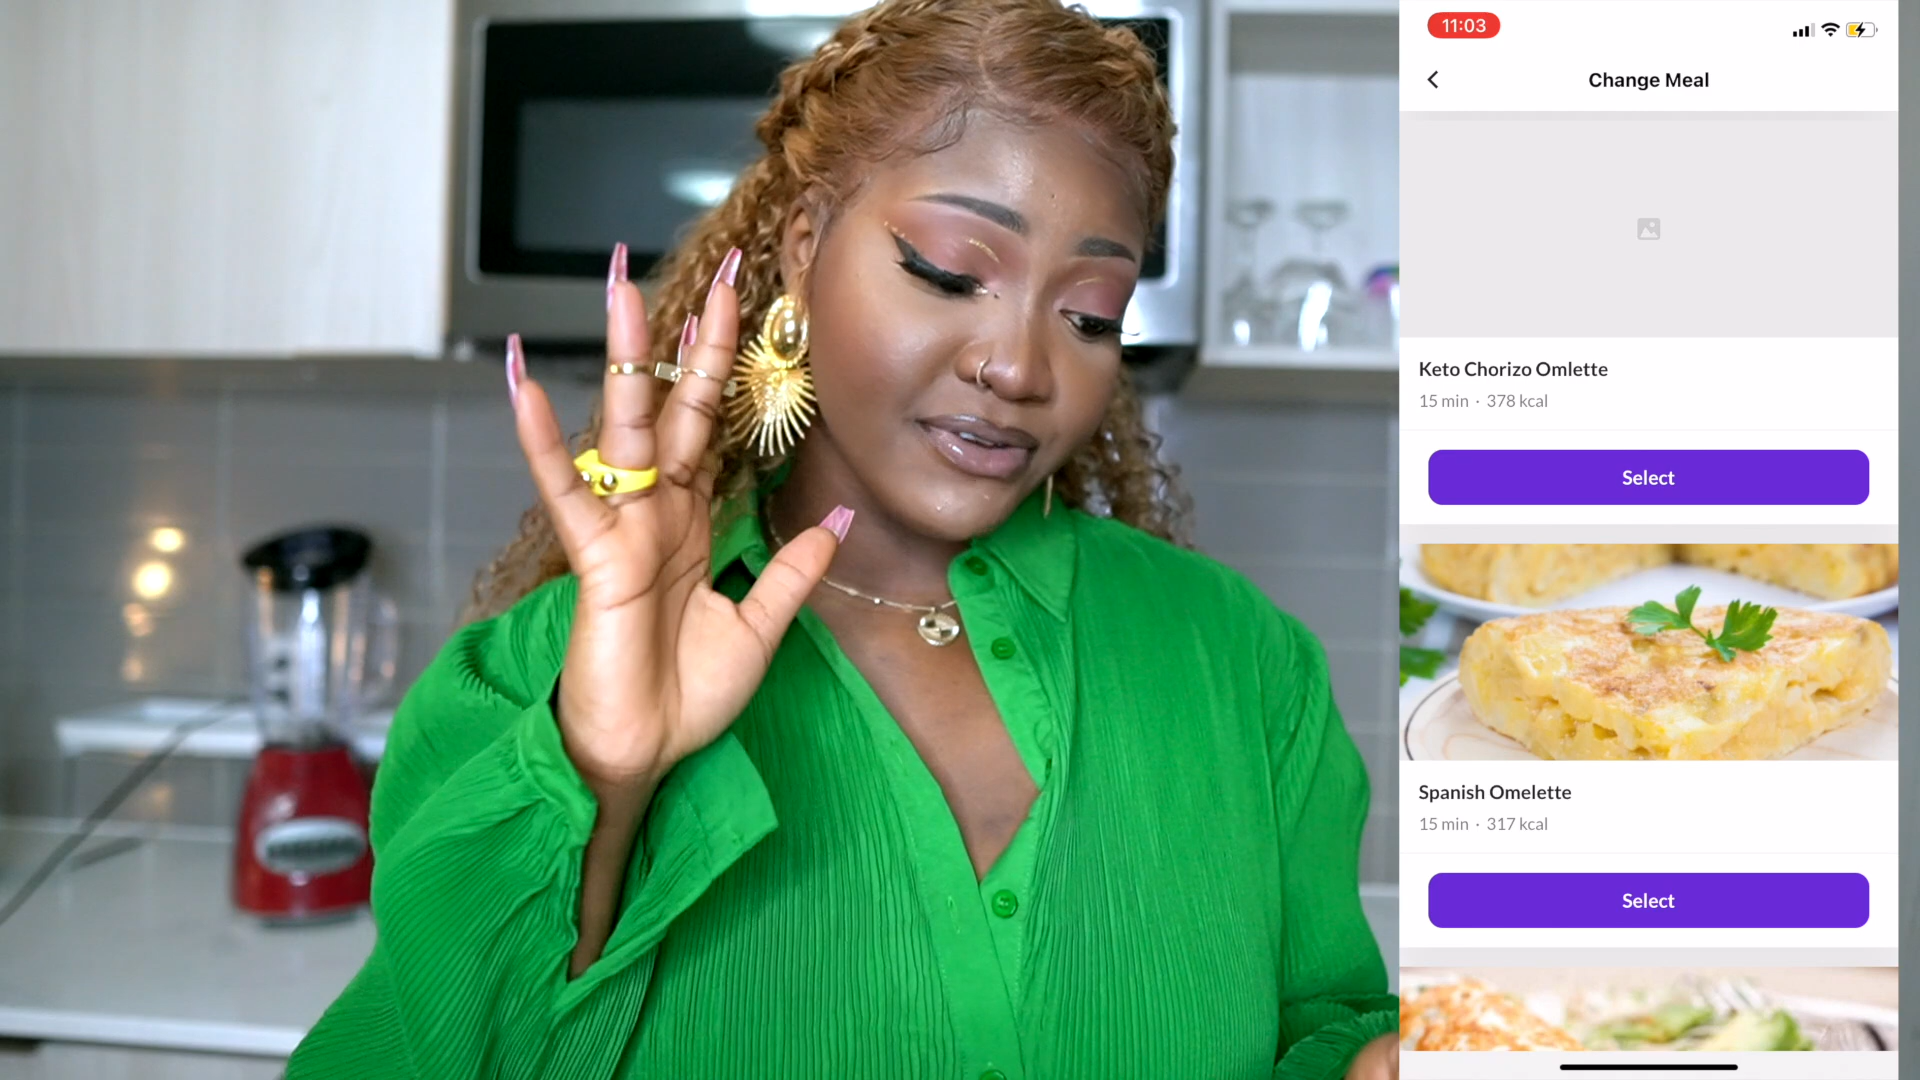 11:03
Change Meal
Keto Chorizo Omlette
15 min · 378 kcal
Select
Spanish Omelette
15 min · 317 kcal
Select